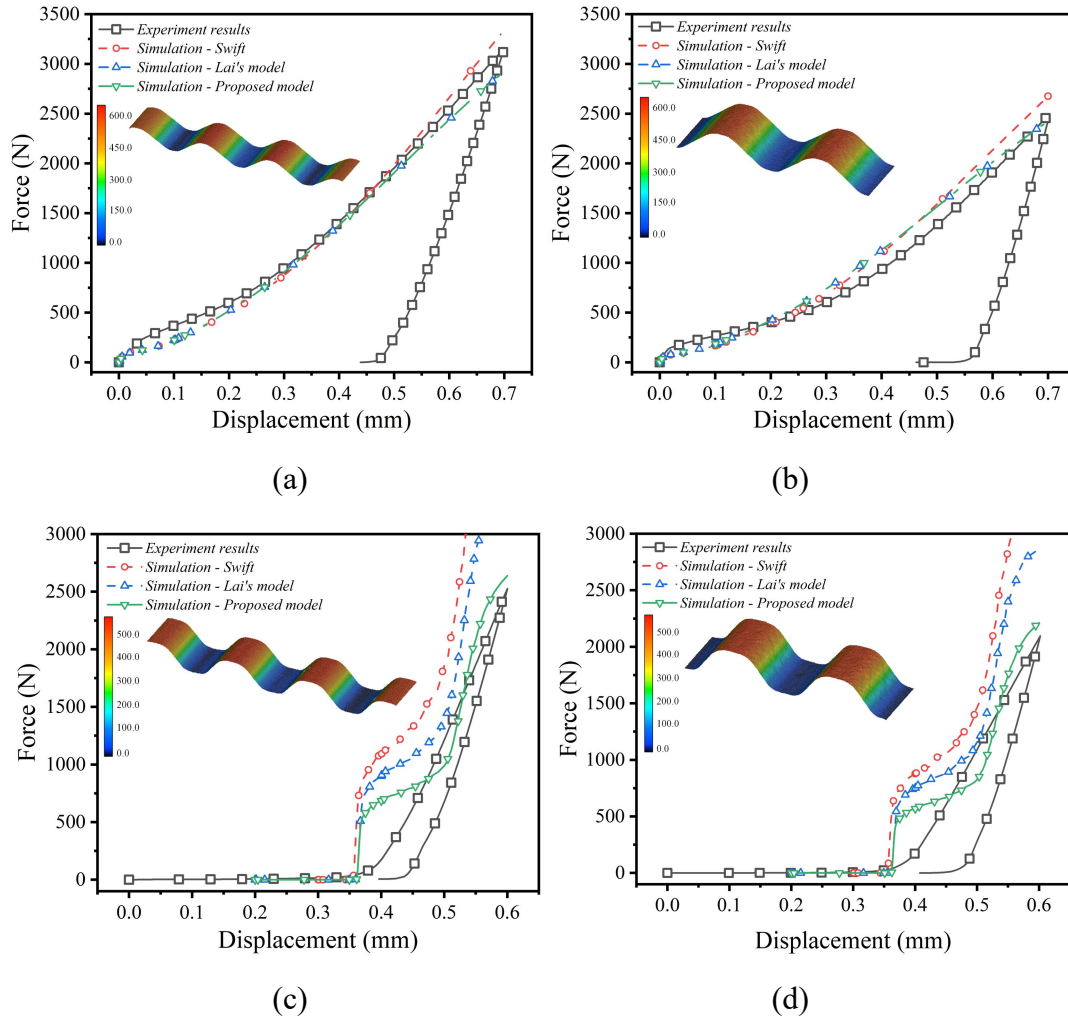 3500
3000
2500
2000
1500
1000
500
0
Force (N)
Experiment results
Simulation - Swift
Simulation - Lai's model
Simulation - Proposed model
600.0
450.0
300.0
150.0
0.0
0.0 0.1 0.2 0.3 0.4 0.5 0.6 0.7
Displacement (mm)
(a)
3500
3000
2500
2000
1500
1000
500
0
Force (N)
Experiment results
Simulation - Swift
Simulation - Lai's model
Simulation - Proposed model
600.0
450.0
300.0
150.0
0.0
0.0 0.1 0.2 0.3 0.4 0.5 0.6 0.7
Displacement (mm)
(b)
3000
2500
2000
1500
1000
500
0
Force (N)
Experiment results
Simulation - Swift
Simulation - Lai's model
Simulation - Proposed model
500.0
400.0
300.0
200.0
100.0
0.0
0.0 0.1 0.2 0.3 0.4 0.5 0.6
Displacement (mm)
(c)
3000
2500
2000
1500
1000
500
0
Force (N)
Experiment results
Simulation - Swift
Simulation - Lai's model
Simulation - Proposed model
500.0
400.0
300.0
200.0
100.0
0.0
0.0 0.1 0.2 0.3 0.4 0.5 0.6
Displacement (mm)
(d)